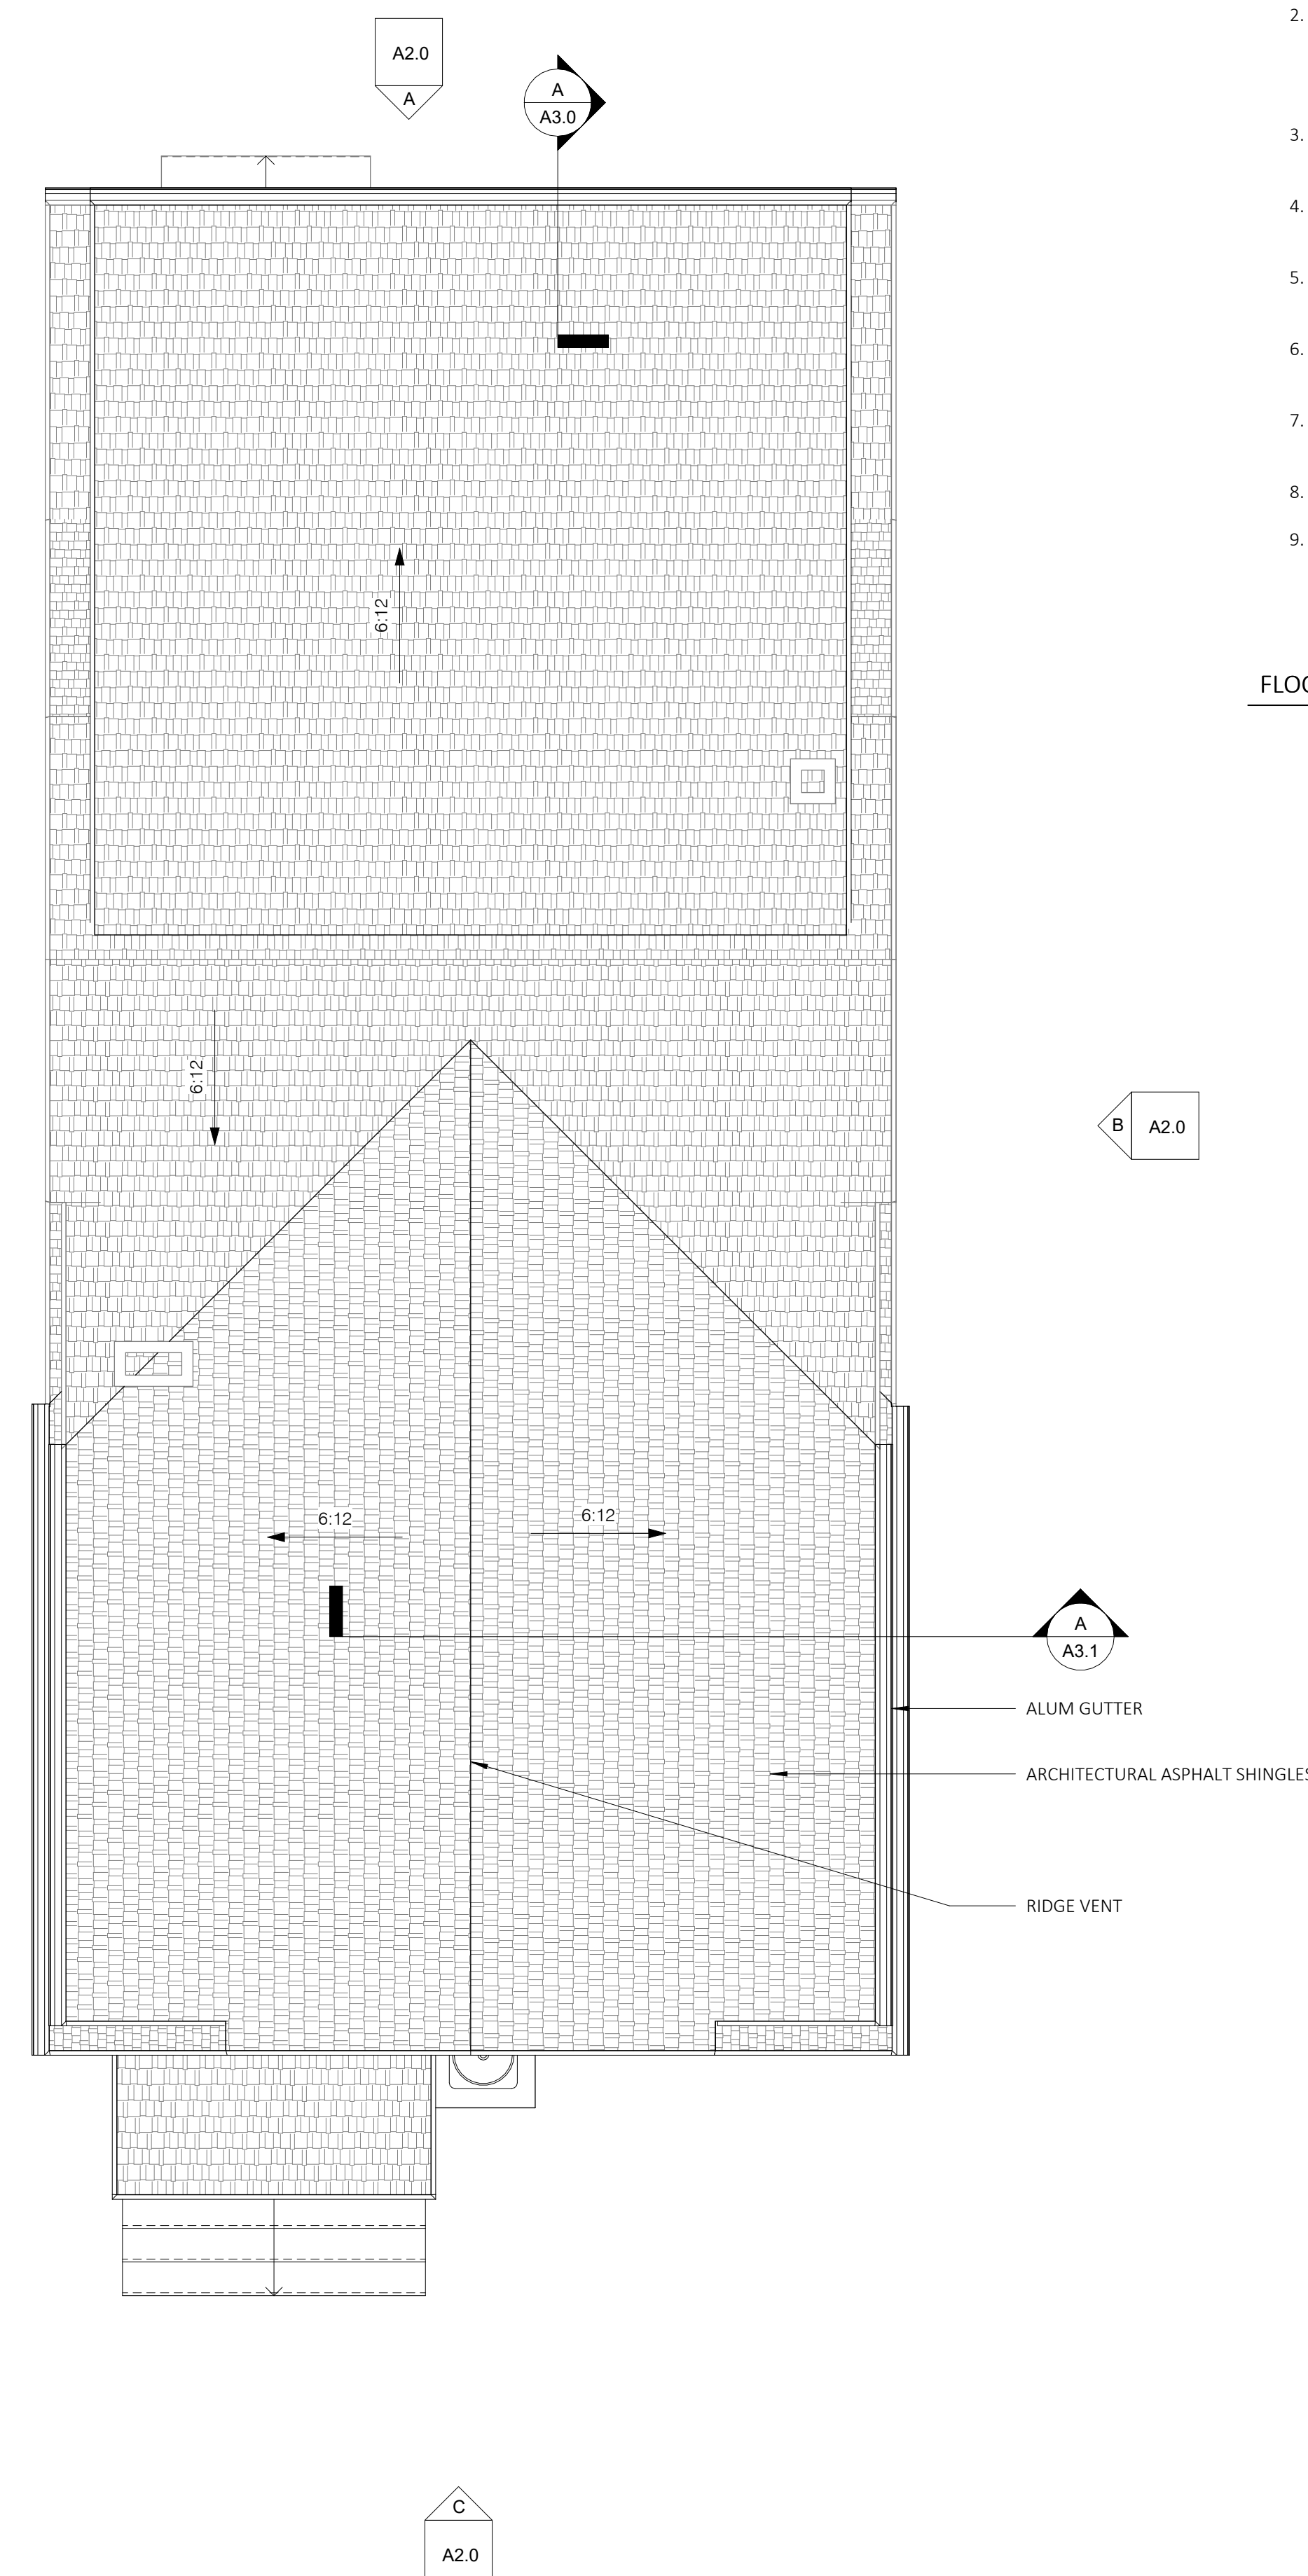 2.
A2.0
A
A
A3.0
3.
4.
5.
6.
7.
8.
9.
6:12
6:12
B
A2.0
6:12
6:12
A
A3.1
ALUM GUTTER
ARCHITECTURAL ASPHALT SHINGLES
RIDGE VENT
C
A2.0